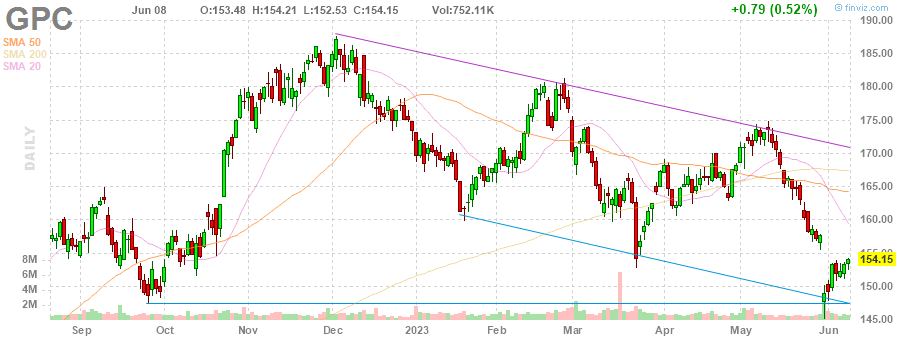 GPC Jun 08 O:153.48 H:154.21 L:152.53 C:154.15 Vol:752.11K +0.79 (0.52%) © finviz.com
SMA 50
SMA 200
SMA 20
DAILY
190.00
185.00
180.00
175.00
170.00
165.00
160.00
155.00
154.15
150.00
145.00
8M
6M
4M
2M
Sep Oct Nov Dec 2023 Feb Mar Apr May Jun